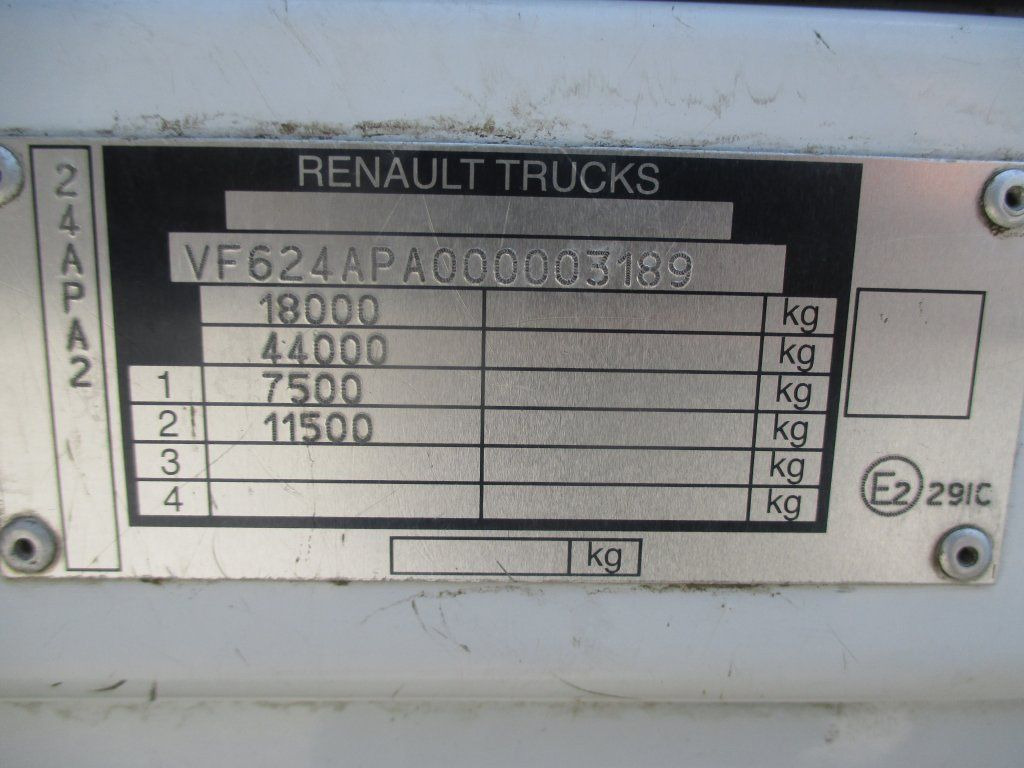 24APA2
RENAULT TRUCKS
VF624APA000003189
18000 kg
44000 kg
1 7500 kg
2 11500 kg
3 kg
4 kg
E2 291C
kg